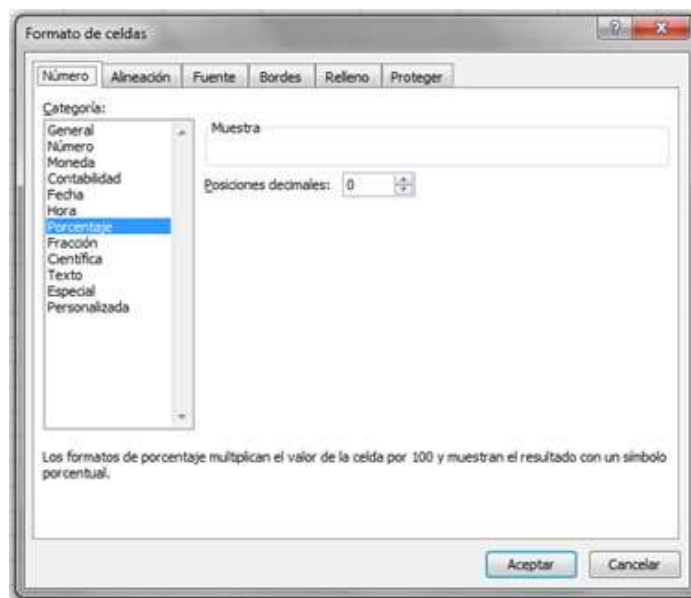 Formato de celdas
Número Alineación Fuente Bordes Relleno Proteger
Categoría:
General
Número
Moneda
Contabilidad
Fecha
Hora
Porcentaje
Fracción
Científica
Texto
Especial
Personalizada
Muestra
Posiciones decimales: 0
Los formatos de porcentaje multiplican el valor de la celda por 100 y muestran el resultado con un símbolo
porcentual.
Aceptar Cancelar